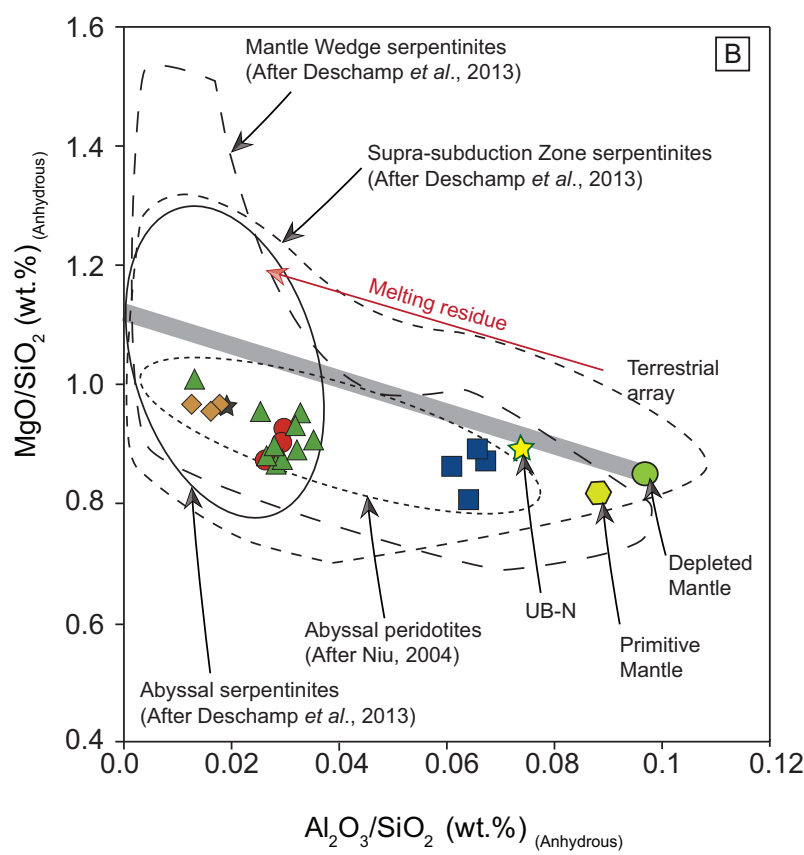 B
Mantle Wedge serpentinites
(After Deschamp et al., 2013)
Supra-subduction Zone serpentinites
(After Deschamp et al., 2013)
Melting residue
Terrestrial
array
Depleted
Mantle
UB-N
Primitive
Mantle
Abyssal peridotites
(After Niu, 2004)
Abyssal serpentinites
(After Deschamp et al., 2013)
MgO/SiO2 (wt.%) (Anhydrous)
1.6
1.4
1.2
1.0
0.8
0.6
0.4
0.0 0.02 0.04 0.06 0.08 0.1 0.12
Al2O3/SiO2 (wt.%) (Anhydrous)